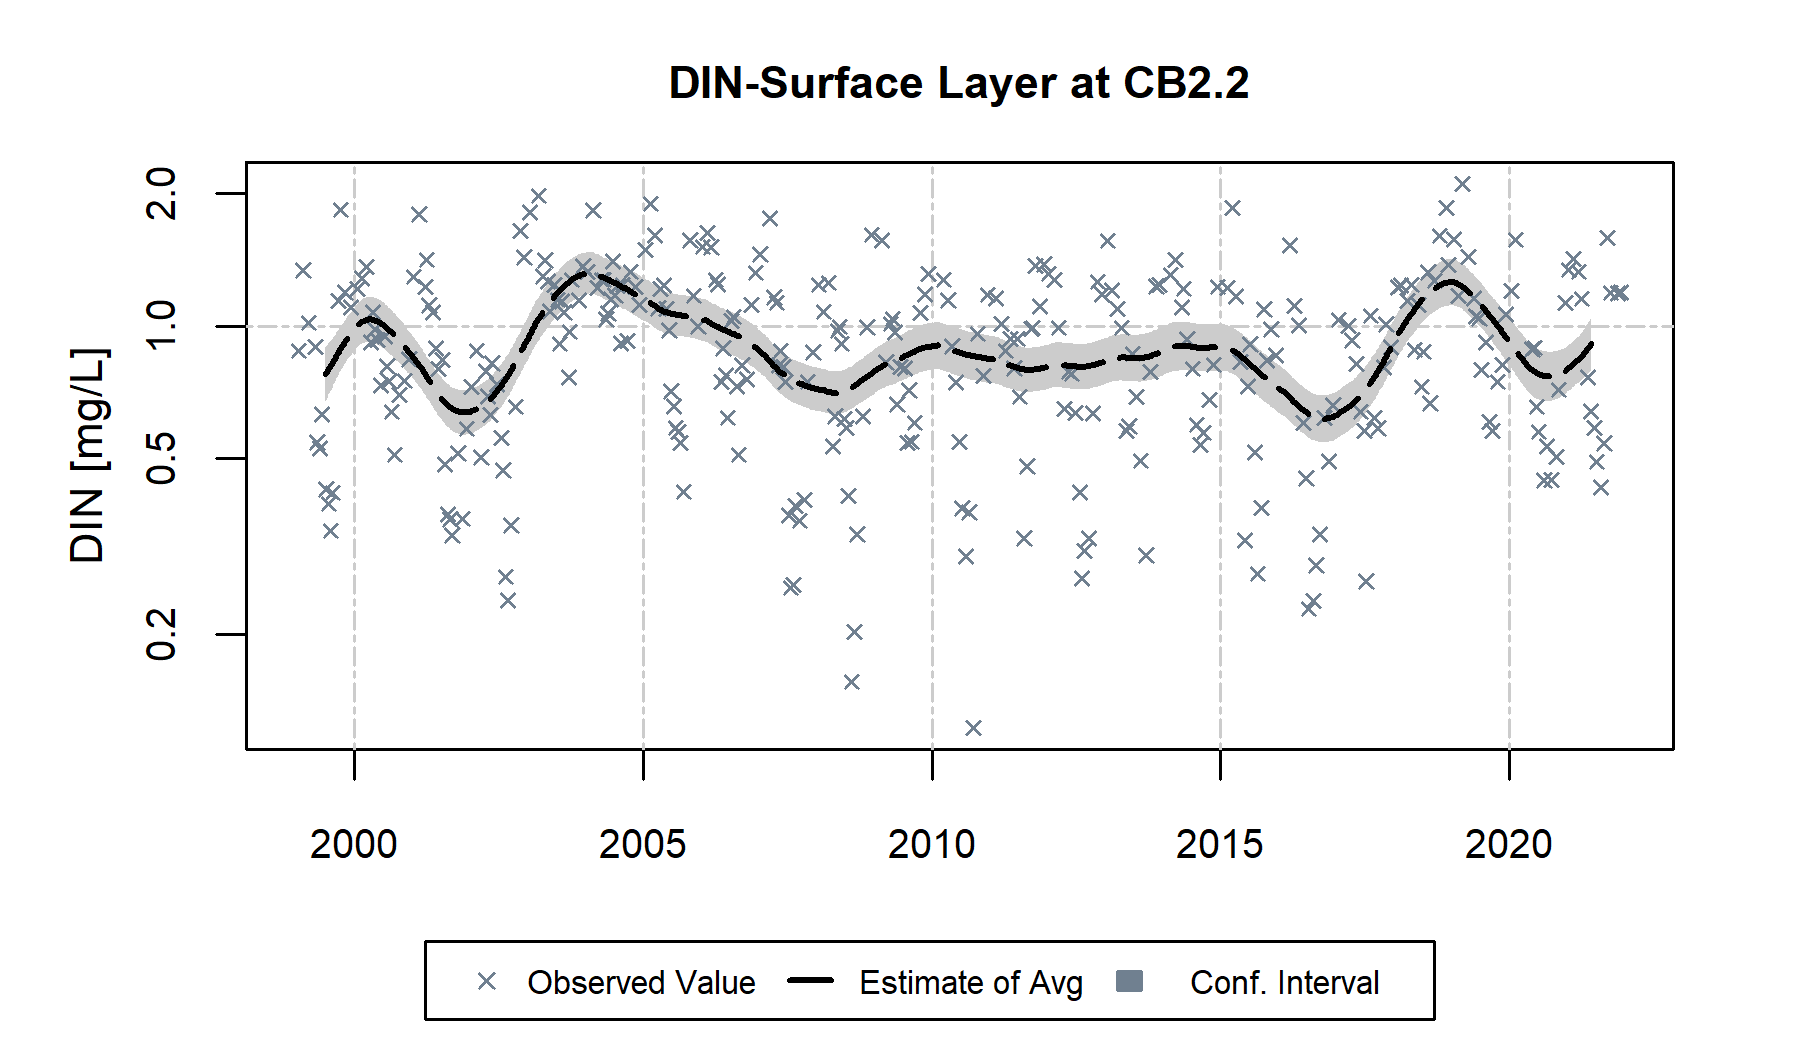 DIN-Surface Layer at CB2.2
DIN [mg/L]
2.0
1.0
0.5
0.2
2000 2005 2010 2015 2020
Observed Value Estimate of Avg Conf. Interval